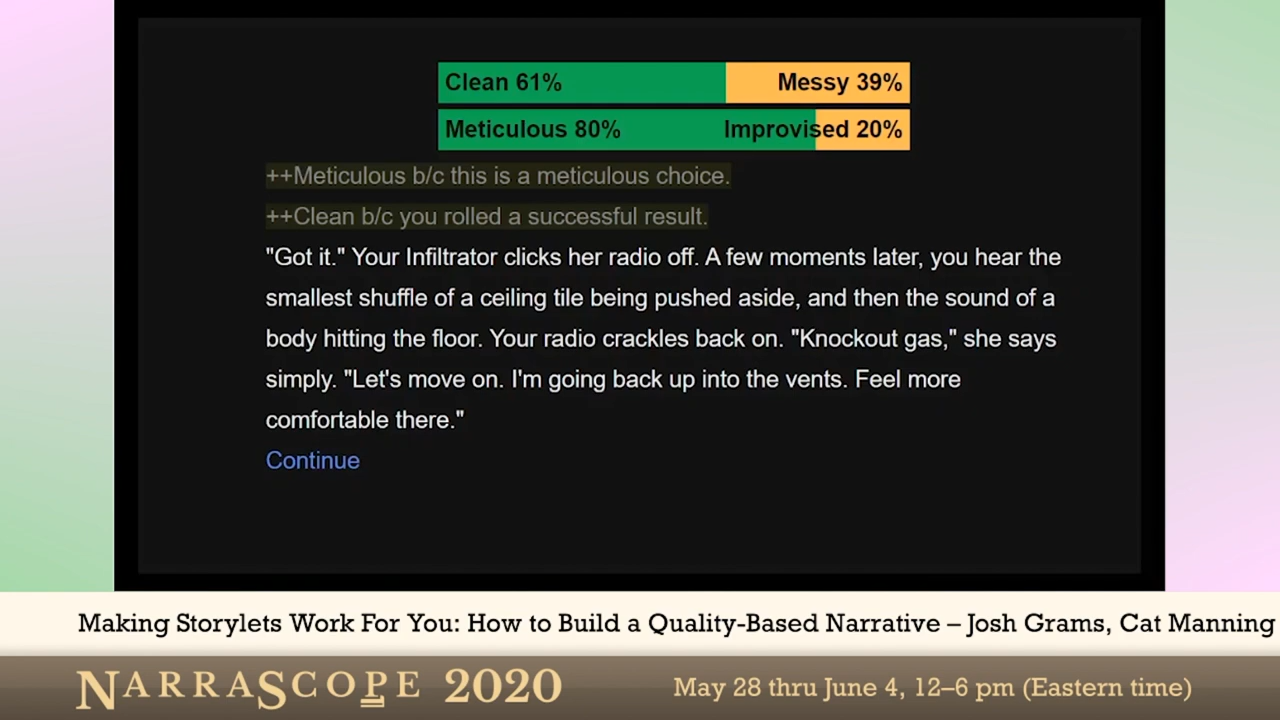 Clean 61% Messy 39%
Meticulous 80% Improvised 20%
++Meticulous b/c this is a meticulous choice.
++Clean b/c you rolled a successful result.
"Got it." Your Infiltrator clicks her radio off. A few moments later, you hear the
smallest shuffle of a ceiling tile being pushed aside, and then the sound of a
body hitting the floor. Your radio crackles back on. "Knockout gas," she says
simply. "Let's move on. I'm going back up into the vents. Feel more
comfortable there."
Continue
Making Storylets Work For You: How to Build a Quality-Based Narrative – Josh Grams, Cat Manning
NARRASCOPE 2020 May 28 thru June 4, 12–6 pm (Eastern time)